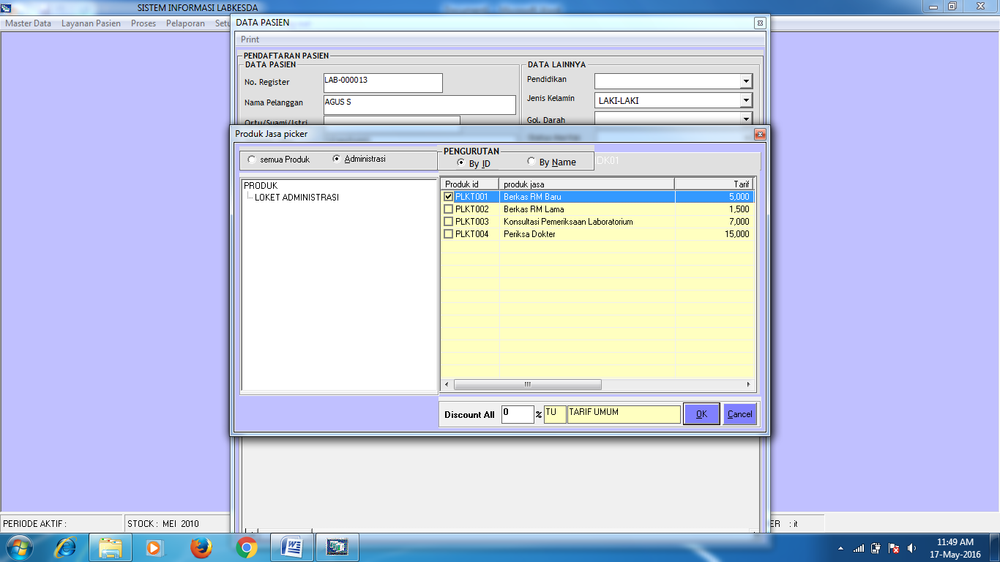 SISTEM INFORMASI LABKESDA
Master Data Layanan Pasien Proses Pelaporan
DATA PASIEN
Print
PENDAFTARAN PASIEN
DATA PASIEN
No. Register LAB-000013
Nama Pelanggan AGUS S
Ortu/Suami/Istri
DATA LAINNYA
Pendidikan
Jenis Kelamin LAKI-LAKI
Gol. Darah
Produk Jasa picker
semua Produk Administrasi
PENGURUTAN
By ID By Name
IDK01
PRODUK
LOKET ADMINISTRASI
Produk id produk jasa Tarif
PLKT001 Berkas RM Baru 5,000
PLKT002 Berkas RM Lama 1,500
PLKT003 Konsultasi Pemeriksaan Laboratorium 7,000
PLKT004 Periksa Dokter 15,000
Discount All 0 % TU TARIF UMUM OK Cancel
PERIODE AKTIF : STOCK : MEI 2010 ER : it
11:49 AM
17-May-2016